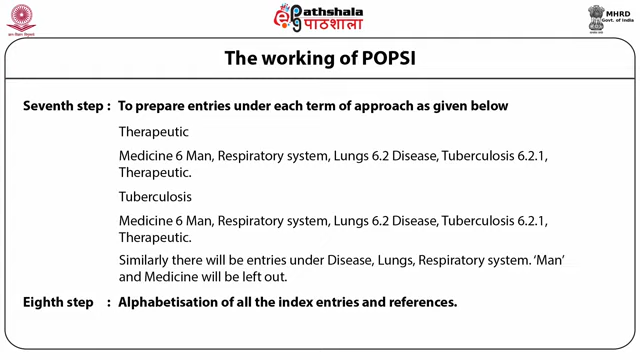 ePathshala
पाठशाला
MHRD
Govt. of India
The working of POPSI
Seventh step : To prepare entries under each term of approach as given below
Therapeutic
Medicine 6 Man, Respiratory system, Lungs 6.2 Disease, Tuberculosis 6.2.1,
Therapeutic.
Tuberculosis
Medicine 6 Man, Respiratory system, Lungs 6.2 Disease, Tuberculosis 6.2.1,
Therapeutic.
Similarly there will be entries under Disease, Lungs, Respiratory system. ‘Man’
and Medicine will be left out.
Eighth step : Alphabetisation of all the index entries and references.